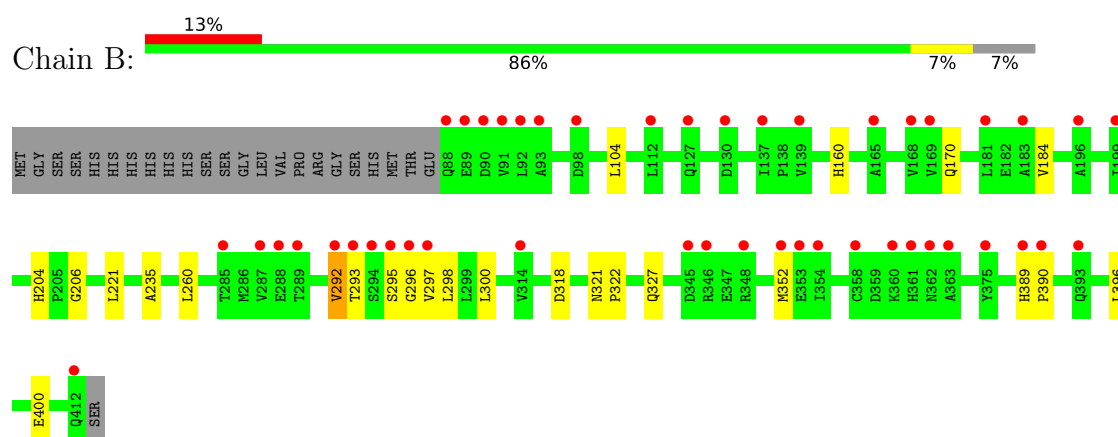 13%
Chain B:
86%
7%
7%
MET
GLY
SER
SER
HIS
HIS
HIS
HIS
HIS
HIS
SER
SER
GLY
LEU
VAL
PRO
ARG
GLY
SER
HIS
MET
THR
GLU
Q88
E89
D90
V91
L92
A93
D98
L104
L112
Q127
D130
I137
P138
V139
H160
A165
V168
V169
Q170
L181
E182
A183
V184
A196
I199
H204
P205
G206
L221
A235
L260
T285
M286
V287
E288
T289
V292
T293
S294
S295
G296
V297
L298
L299
L300
V314
D318
N321
P322
Q327
D345
R346
E347
R348
M352
E353
I354
C358
D359
K360
H361
N362
A363
Y375
H389
P390
Q393
L396
E400
Q412
SER